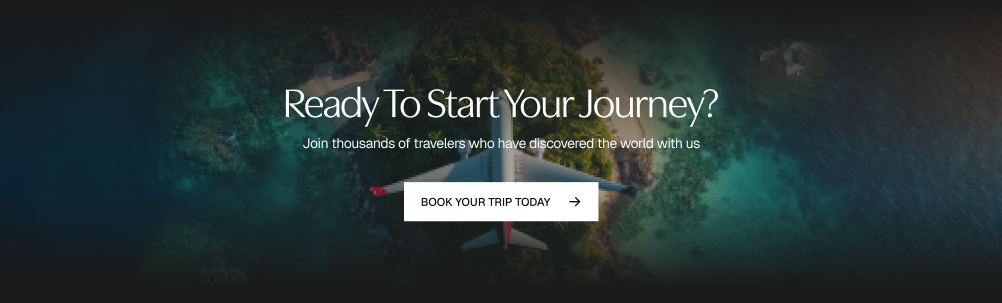 Ready To Start Your Journey?
Join thousands of travelers who have discovered the world with us
BOOK YOUR TRIP TODAY →